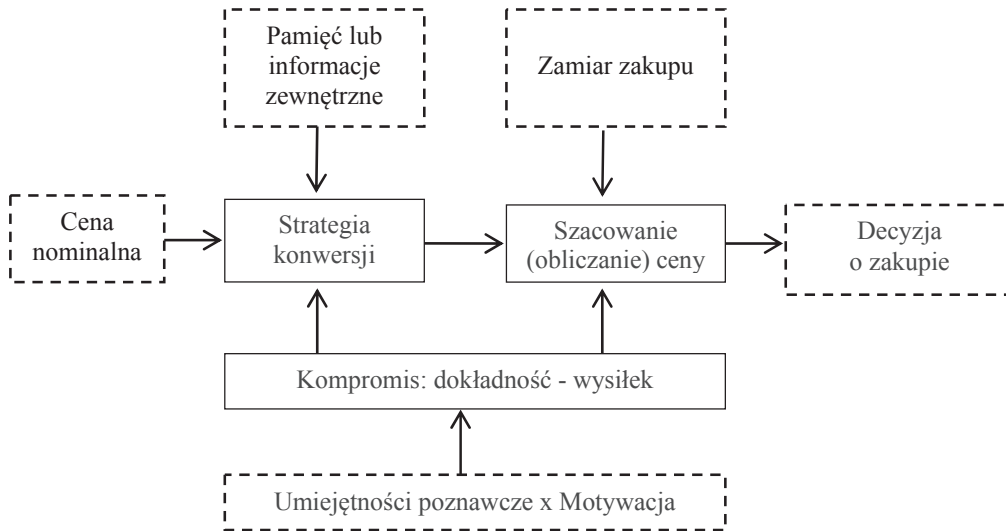 Pamięć lub
informacje
zewnętrzne
Zamiar zakupu
Cena
nominalna
Strategia
konwersji
Szacowanie
(obliczanie) ceny
Decyzja
o zakupie
Kompromis: dokładność - wysiłek
Umiejętności poznawcze x Motywacja